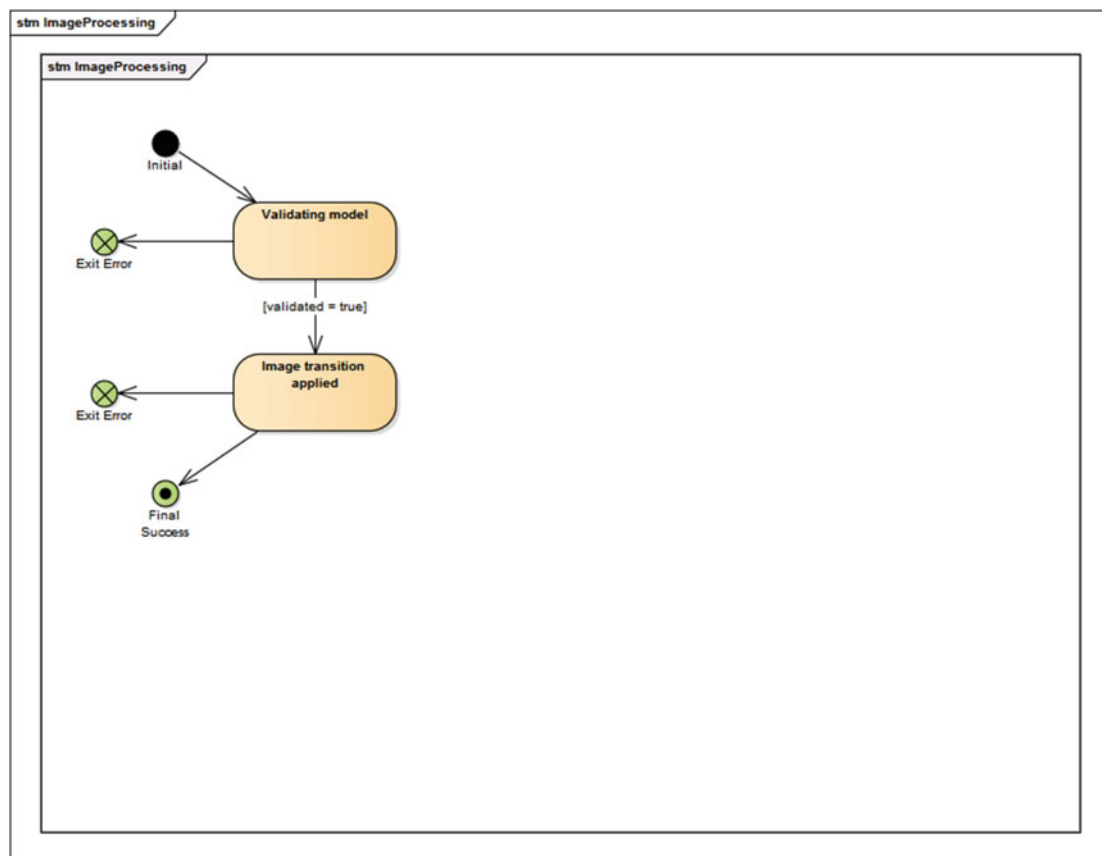 stm ImageProcessing
stm ImageProcessing
Initial
Validating model
Exit Error
[validated = true]
Image transition
applied
Exit Error
Final
Success